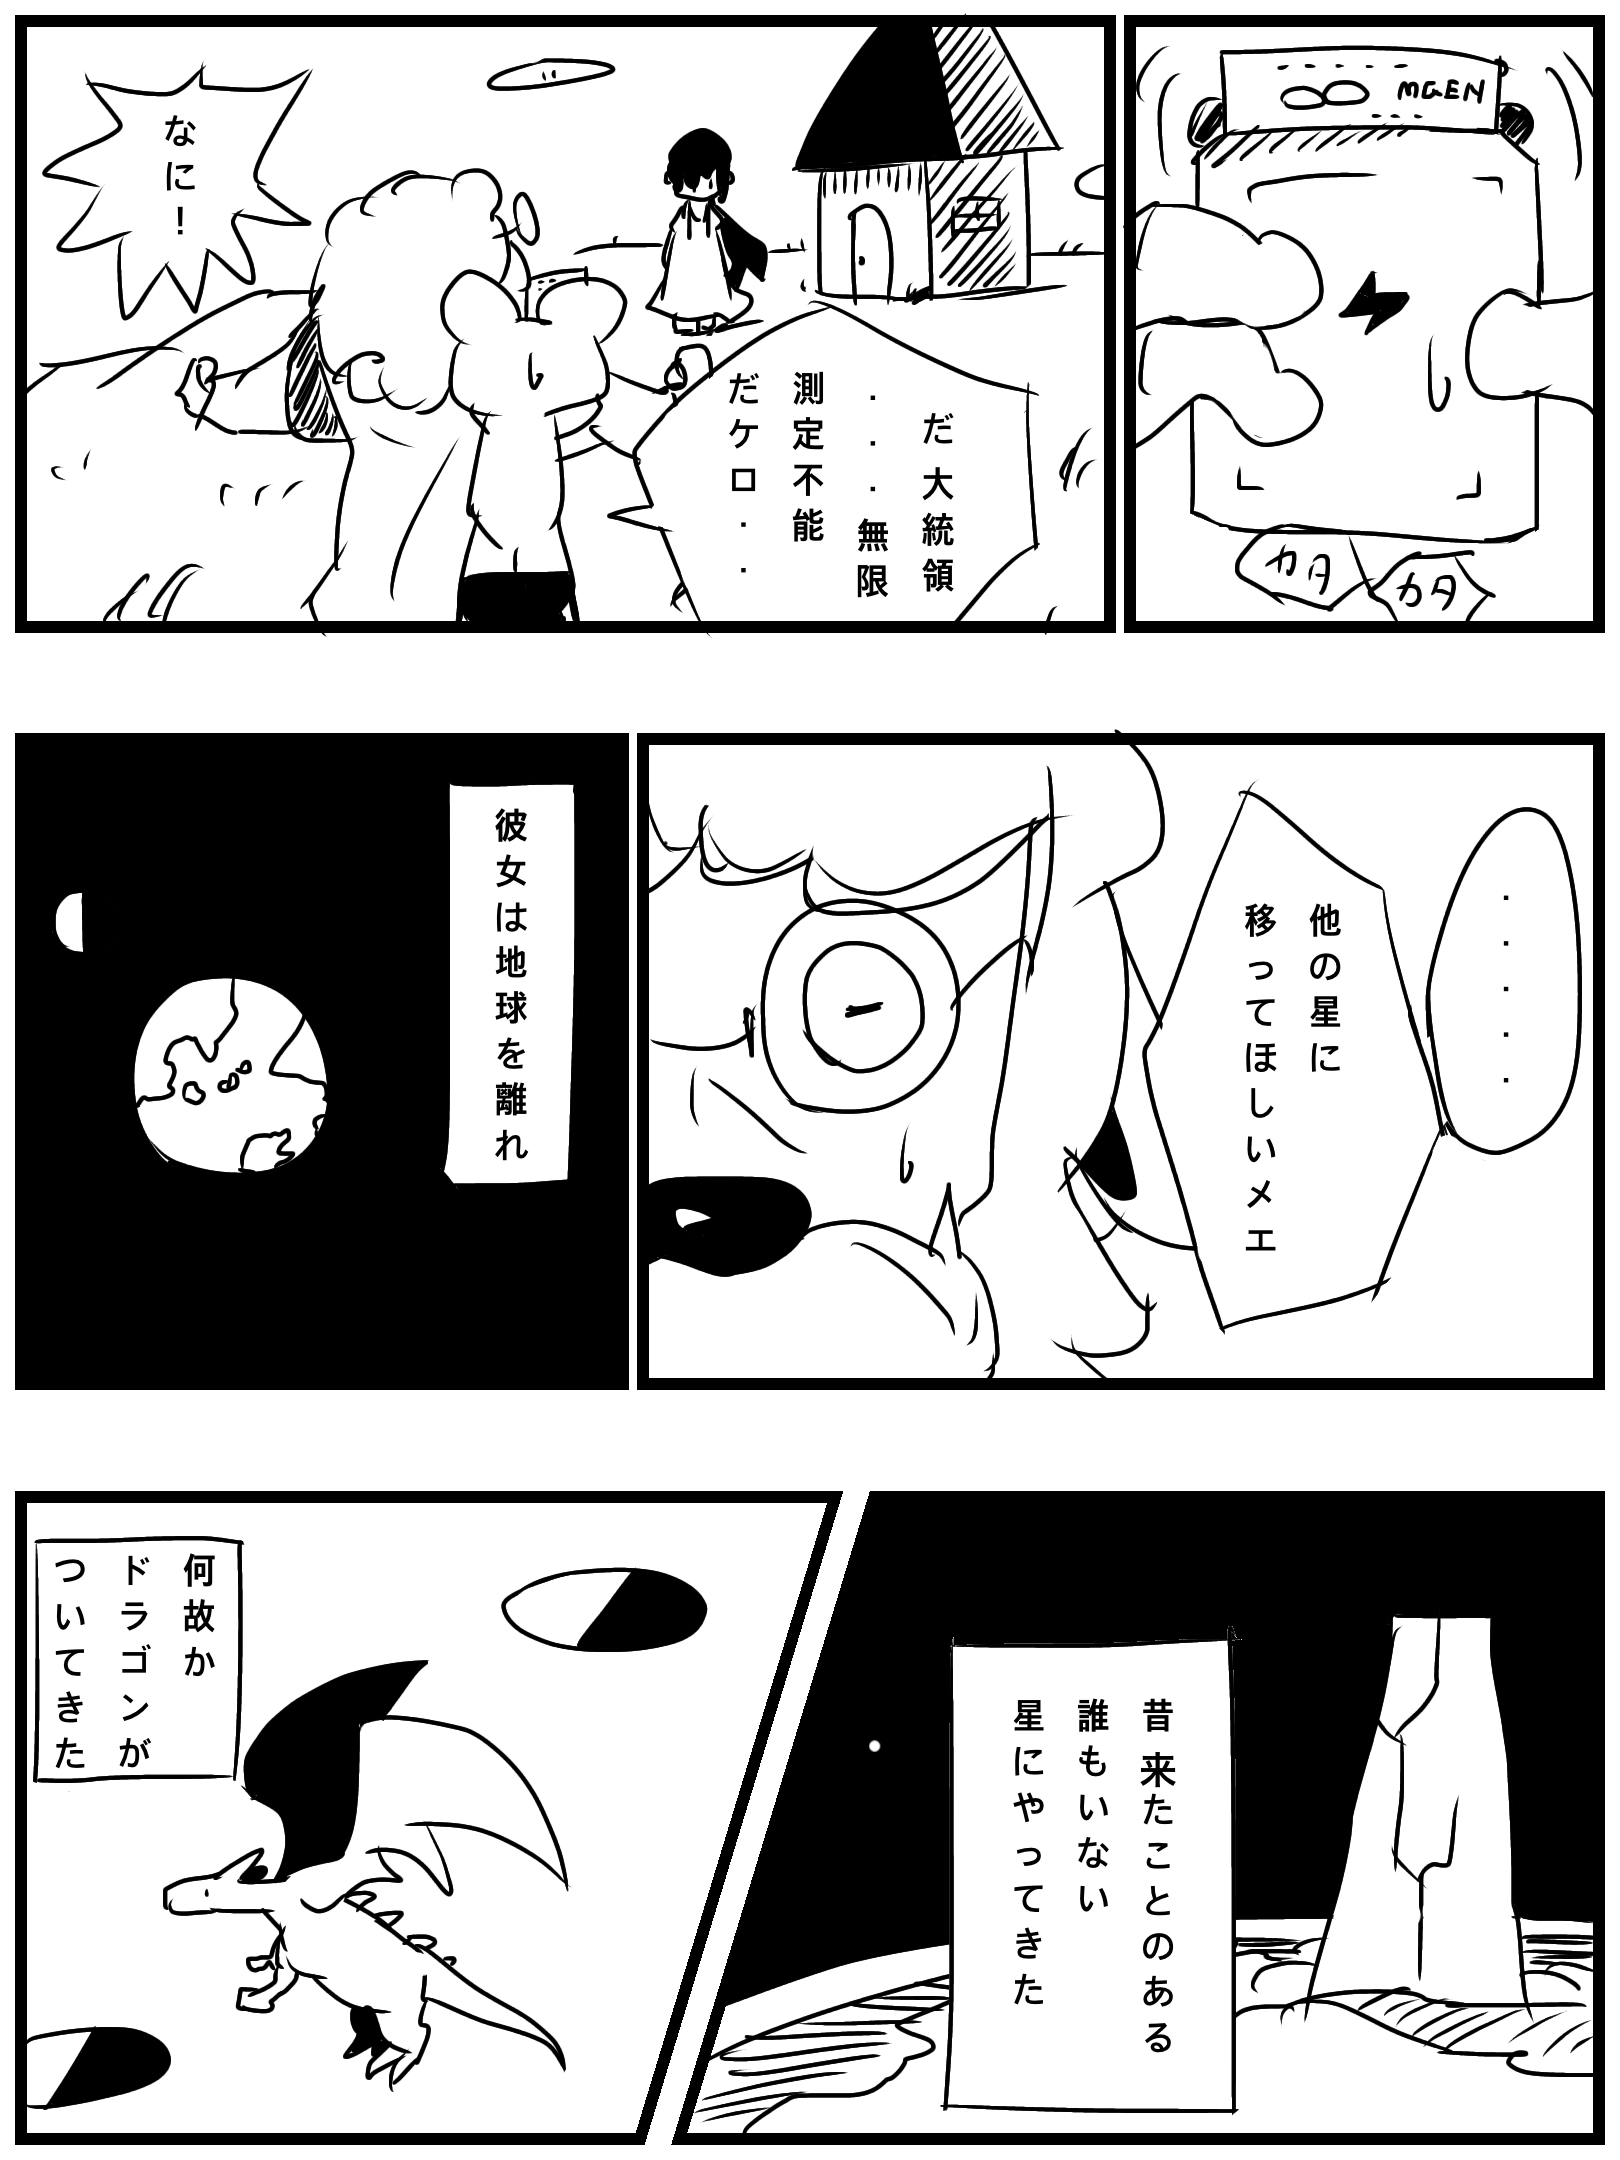 MGEN
カタ
カタ
だ大統領
・・・無限
測定不能
だケロ・・
なに！
・・・・・
他の星に
移ってほしいメエ
彼女は地球を離れ
昔来たことのある
誰もいない
星にやってきた
何故か
ドラゴンが
ついてきた